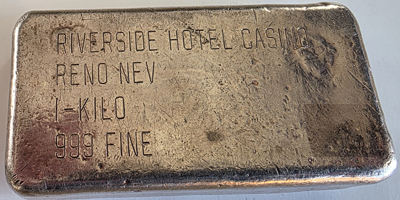 RIVERSIDE HOTEL CASINO
RENO NEV
1-KILO
999 FINE